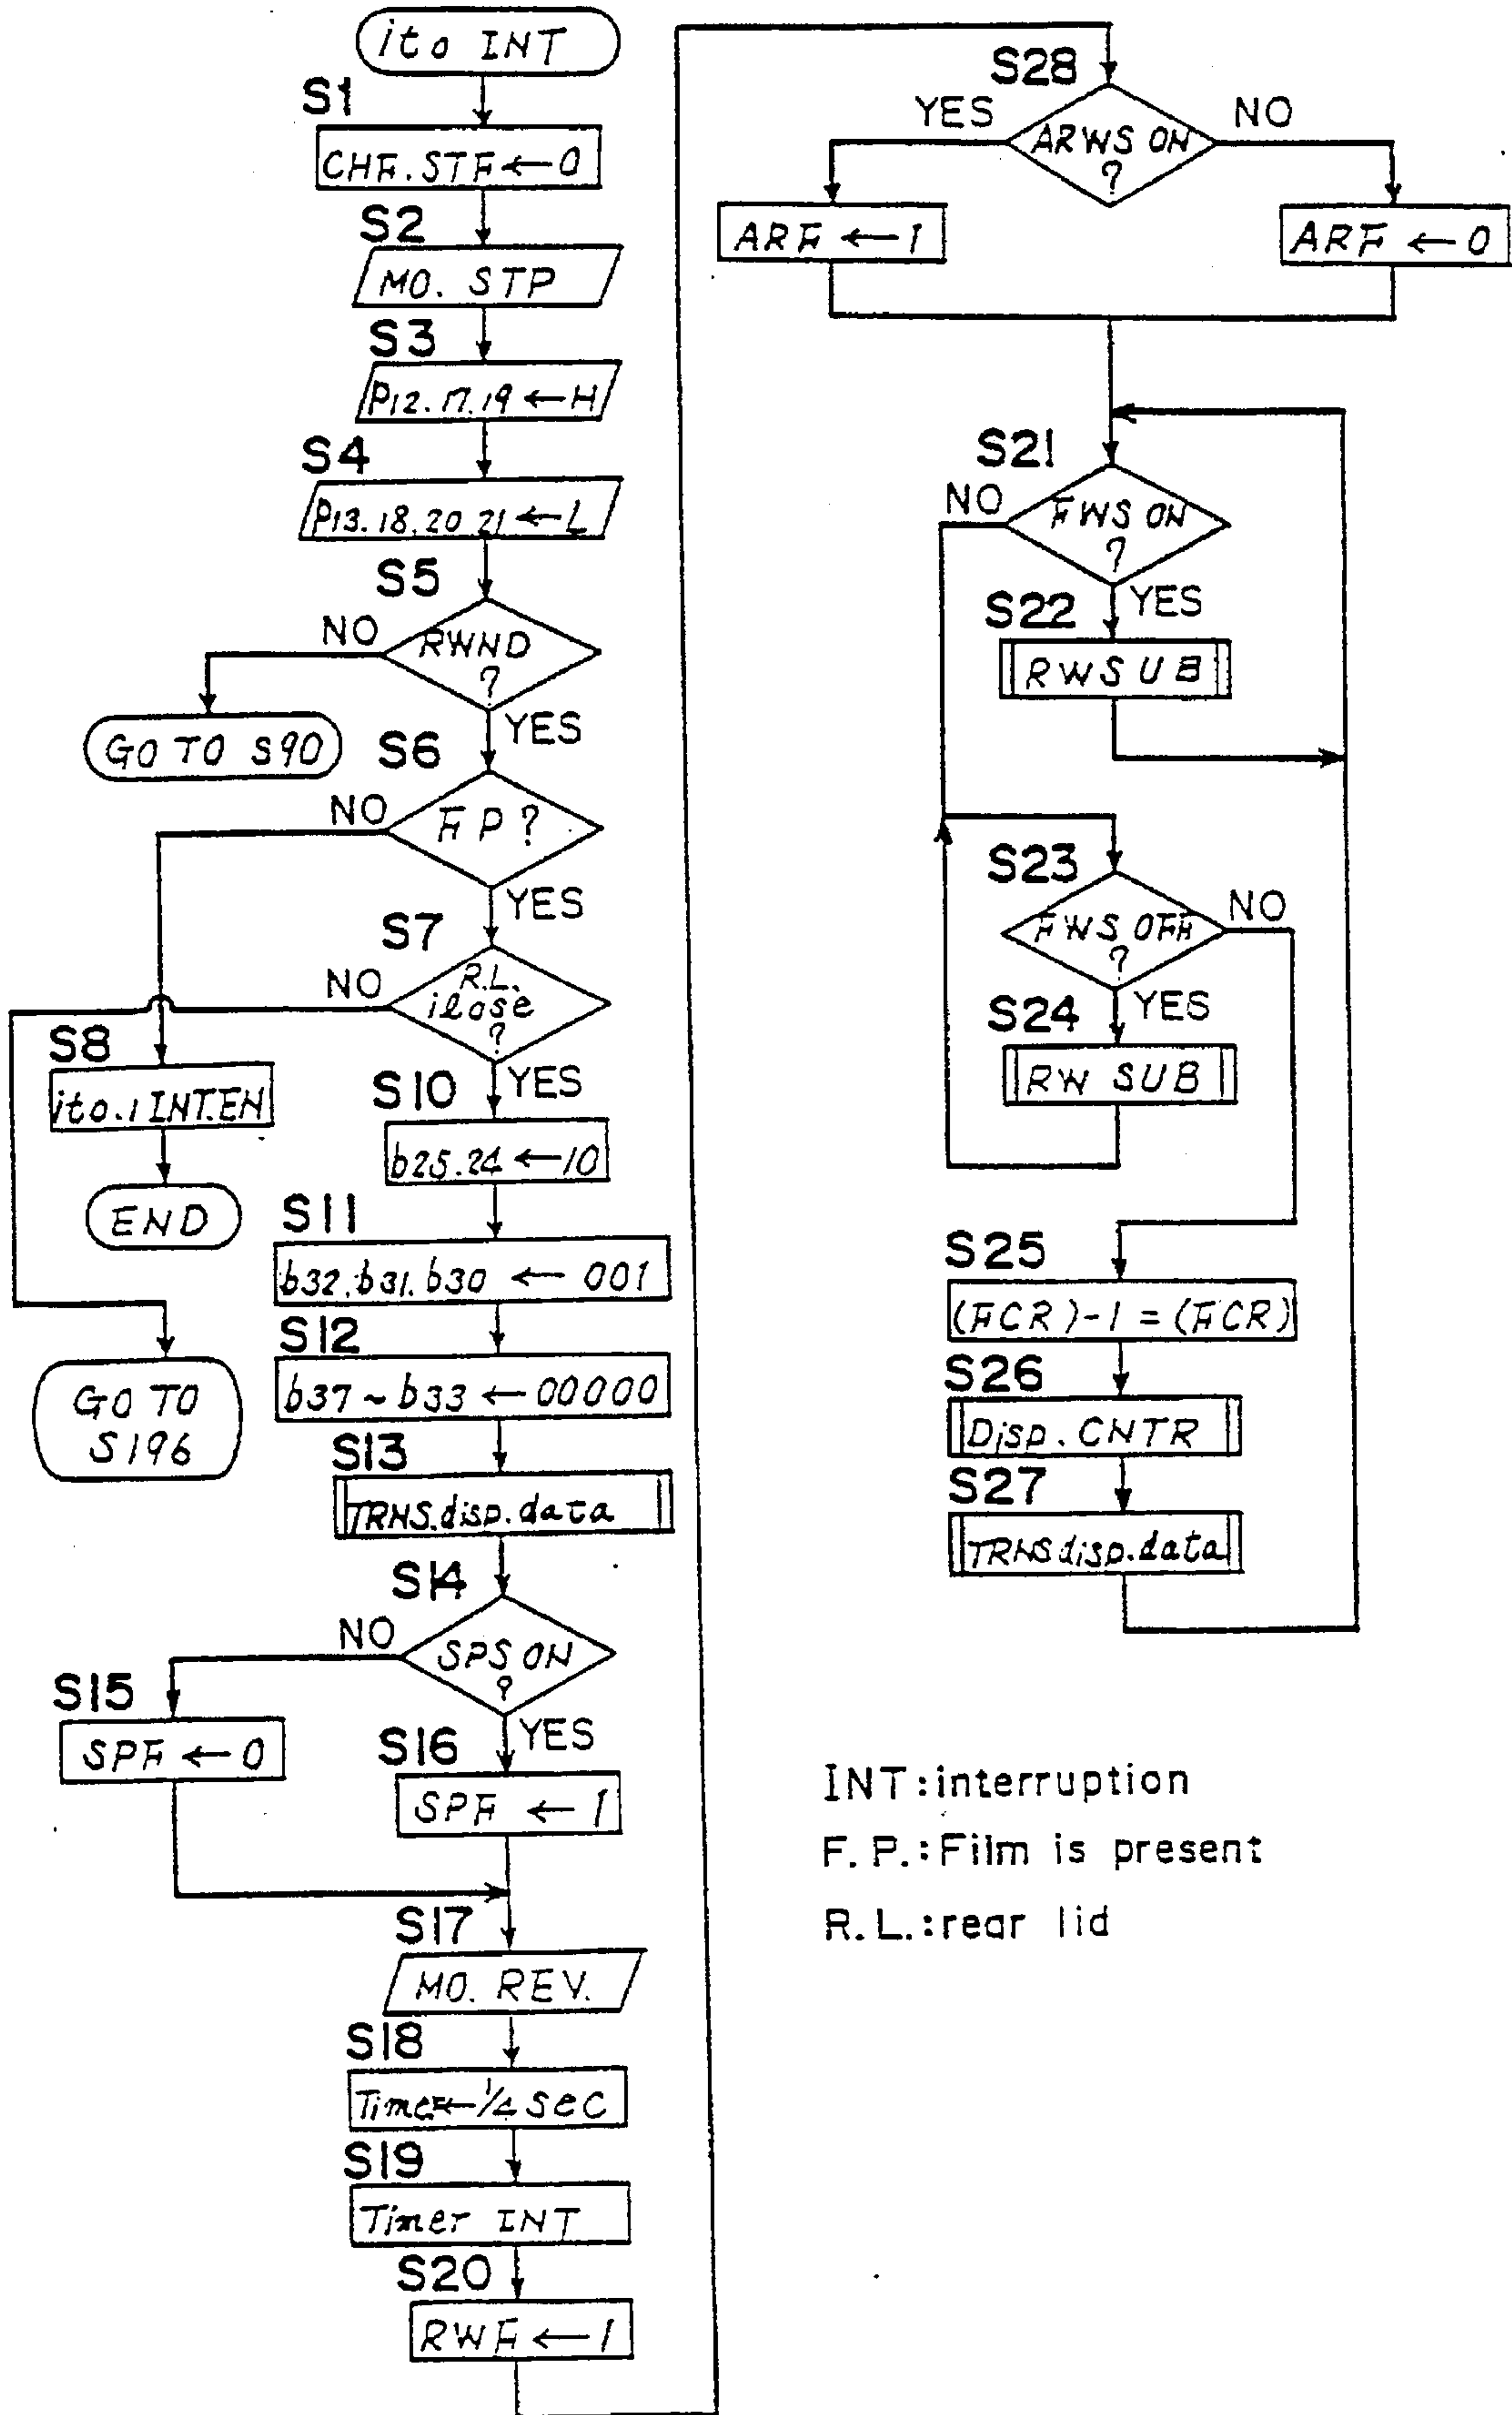 ito INT
S1
CHF.STF ← 0
S2
MO. STP
S3
P12.17.19 ← H
S4
P13.18.20 21 ← L
S5
RWND
?
NO
YES
GO TO S90
S6
F P ?
NO
YES
S7
R.L.
close
?
NO
YES
S8
ito.1 INT.EN
END
GO TO
S196
S10
b25.24 ← 10
S11
b32.b31.b30 ← 001
S12
b37 ~ b33 ← 00000
S13
TRNS.disp.data
S14
SPS ON
?
NO
YES
S15
SPF ← 0
S16
SPF ← 1
S17
MO. REV.
S18
Timer ← 1/4 sec
S19
Timer INT
S20
RWF ← 1
S28
ARWS ON
?
YES
NO
ARF ← 1
ARF ← 0
S21
FWS ON
?
NO
YES
S22
RWSUB
S23
FWS OFF
?
NO
YES
S24
RW SUB
S25
(FCR)-1 = (FCR)
S26
Disp. CNTR
S27
TRNS disp.data
INT:interruption
F. P.:Film is present
R. L.:rear lid